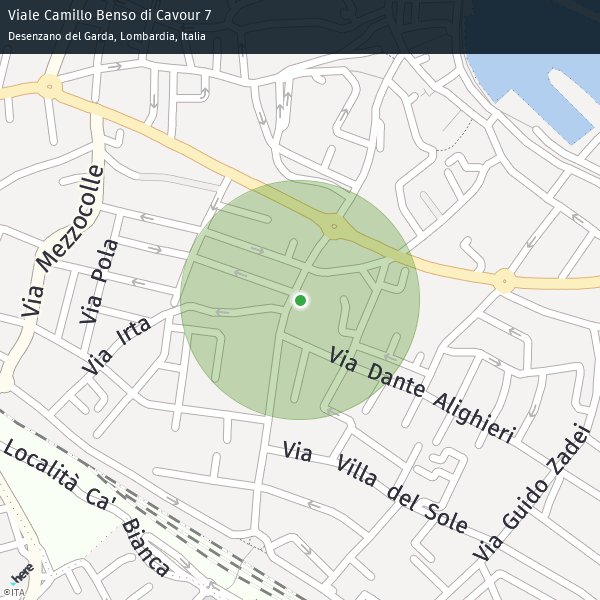 Viale Camillo Benso di Cavour 7
Desenzano del Garda, Lombardia, Italia
Via Mezzocolle
Via Pola
Via Irta
Via Dante Alighieri
Via Villa del Sole
Via Guido Zadei
Località Ca' Bianca
here
©ITA